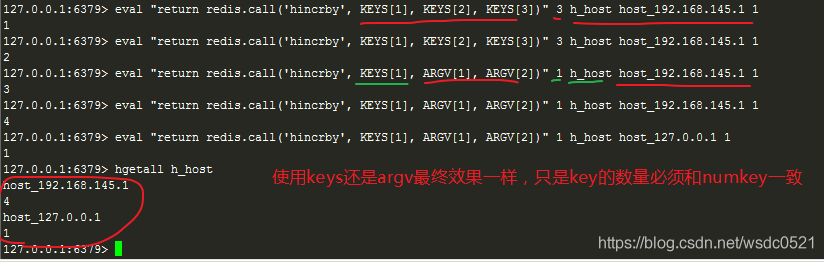 127.0.0.1:6379> eval "return redis.call('hincrby', KEYS[1], KEYS[2], KEYS[3])" 3 h_host host_192.168.145.1 1
1
127.0.0.1:6379> eval "return redis.call('hincrby', KEYS[1], KEYS[2], KEYS[3])" 3 h_host host_192.168.145.1 1
2
127.0.0.1:6379> eval "return redis.call('hincrby', KEYS[1], ARGV[1], ARGV[2])" 1 h_host host_192.168.145.1 1
3
127.0.0.1:6379> eval "return redis.call('hincrby', KEYS[1], ARGV[1], ARGV[2])" 1 h_host host_192.168.145.1 1
4
127.0.0.1:6379> eval "return redis.call('hincrby', KEYS[1], ARGV[1], ARGV[2])" 1 h_host host_127.0.0.1 1
1
127.0.0.1:6379> hgetall h_host
host_192.168.145.1
使用keys还是argv最终效果一样，只是key的数量必须和numkey一致
4
host_127.0.0.1
1
127.0.0.1:6379>
https://blog.csdn.net/wsdc0521